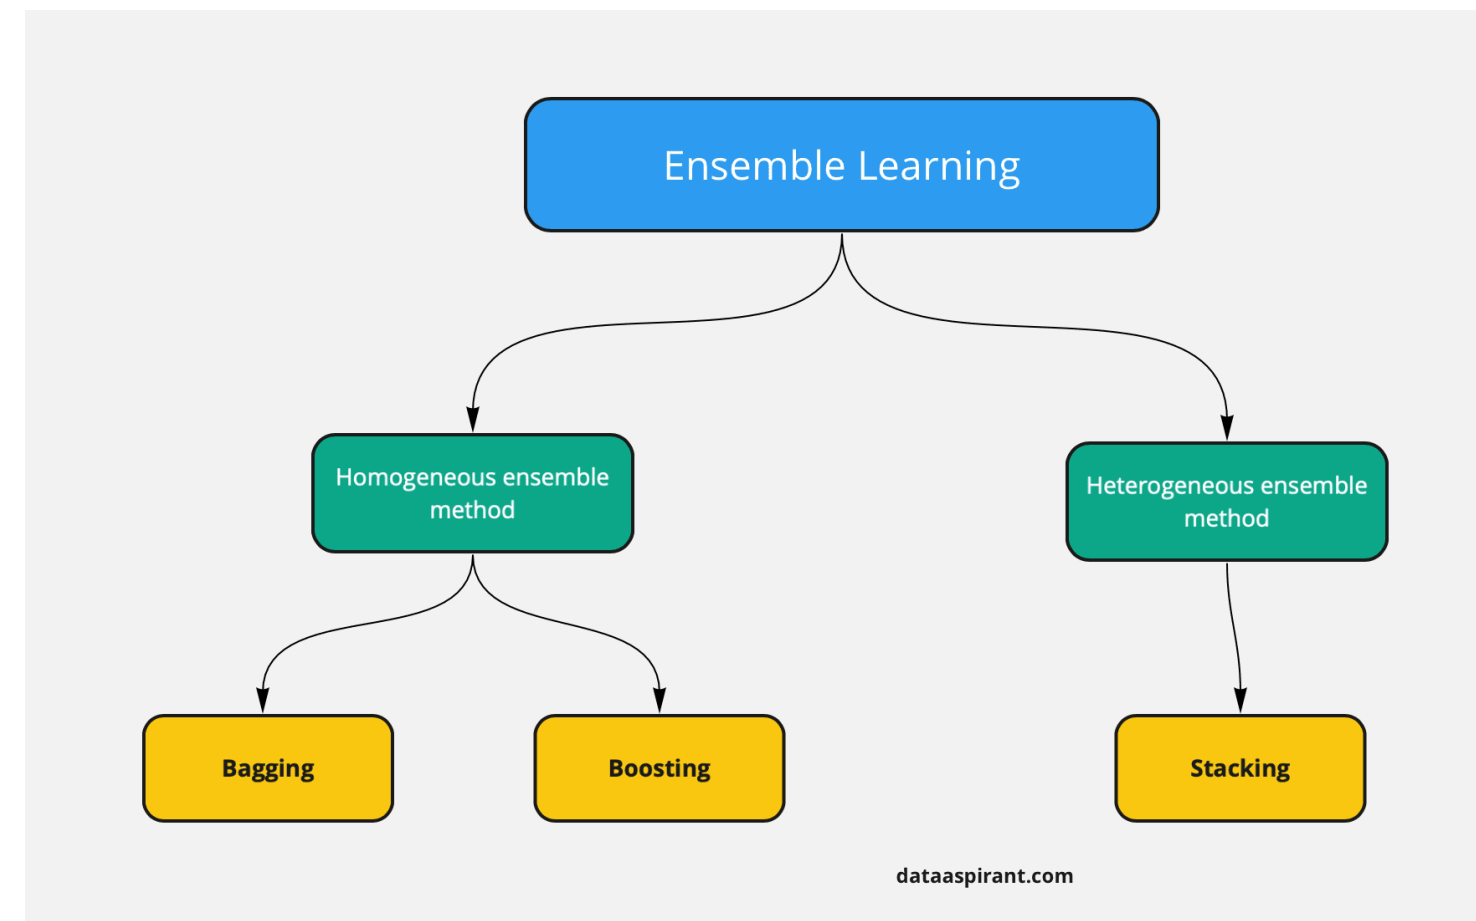 Ensemble Learning
Homogeneous ensemble
method
Heterogeneous ensemble
method
Bagging
Boosting
Stacking
dataaspirant.com